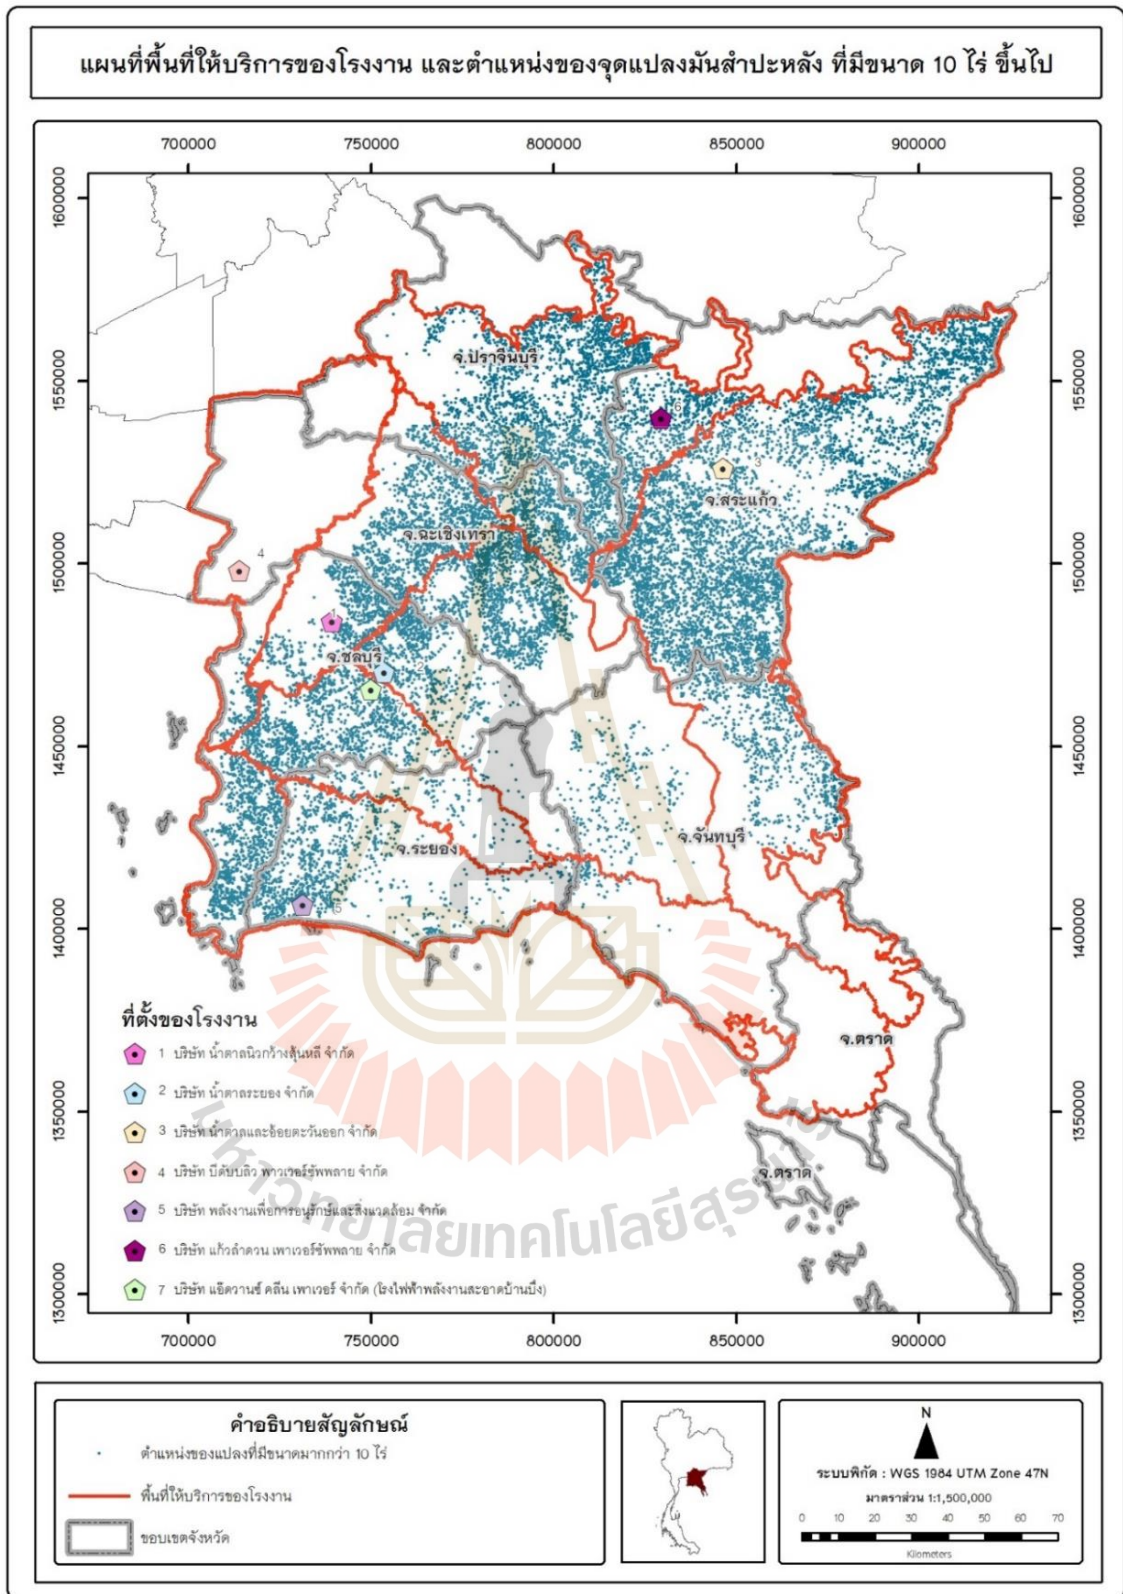 แผนที่พื้นที่ให้บริการของโรงงาน และตำแหน่งของจุดแปลงมันสำปะหลัง ที่มีขนาด 10 ไร่ ขึ้นไป
700000 750000 800000 850000 900000
1600000 1600000
1550000 1550000
1500000 1500000
1450000 1450000
1400000 1400000
1350000 1350000
1300000 1300000
จ.ปราจีนบุรี
6
3
จ.สระแก้ว
จ.ฉะเชิงเทรา
4
1
จ.ชลบุรี
2
จ.จันทบุรี
จ.ระยอง
5
จ.ตราด
จ.ตราด
ที่ตั้งของโรงงาน
1 บริษัท น้ำตาลนิวกว้างสุ้นหลี จำกัด
2 บริษัท น้ำตาลระยอง จำกัด
3 บริษัท น้ำตาลและอ้อยตะวันออก จำกัด
4 บริษัท บีดับบลิว พาวเวอร์ซัพพลาย จำกัด
5 บริษัท พลังงานเพื่อการอนุรักษ์และสิ่งแวดล้อม จำกัด
6 บริษัท แก้วลำดวน เพาเวอร์ซัพพลาย จำกัด
7 บริษัท แอ๊ดวานซ์ คลีน เพาเวอร์ จำกัด (โรงไฟฟ้าพลังงานสะอาดบ้านบึง)
มหาวิทยาลัยเทคโนโลยีสุรนารี
700000 750000 800000 850000 900000
คำอธิบายสัญลักษณ์
ตำแหน่งของแปลงที่มีขนาดมากกว่า 10 ไร่
พื้นที่ให้บริการของโรงงาน
ขอบเขตจังหวัด
N
ระบบพิกัด : WGS 1984 UTM Zone 47N
มาตราส่วน 1:1,500,000
0 5 10 20 30 40 50 60 70
Kilometers